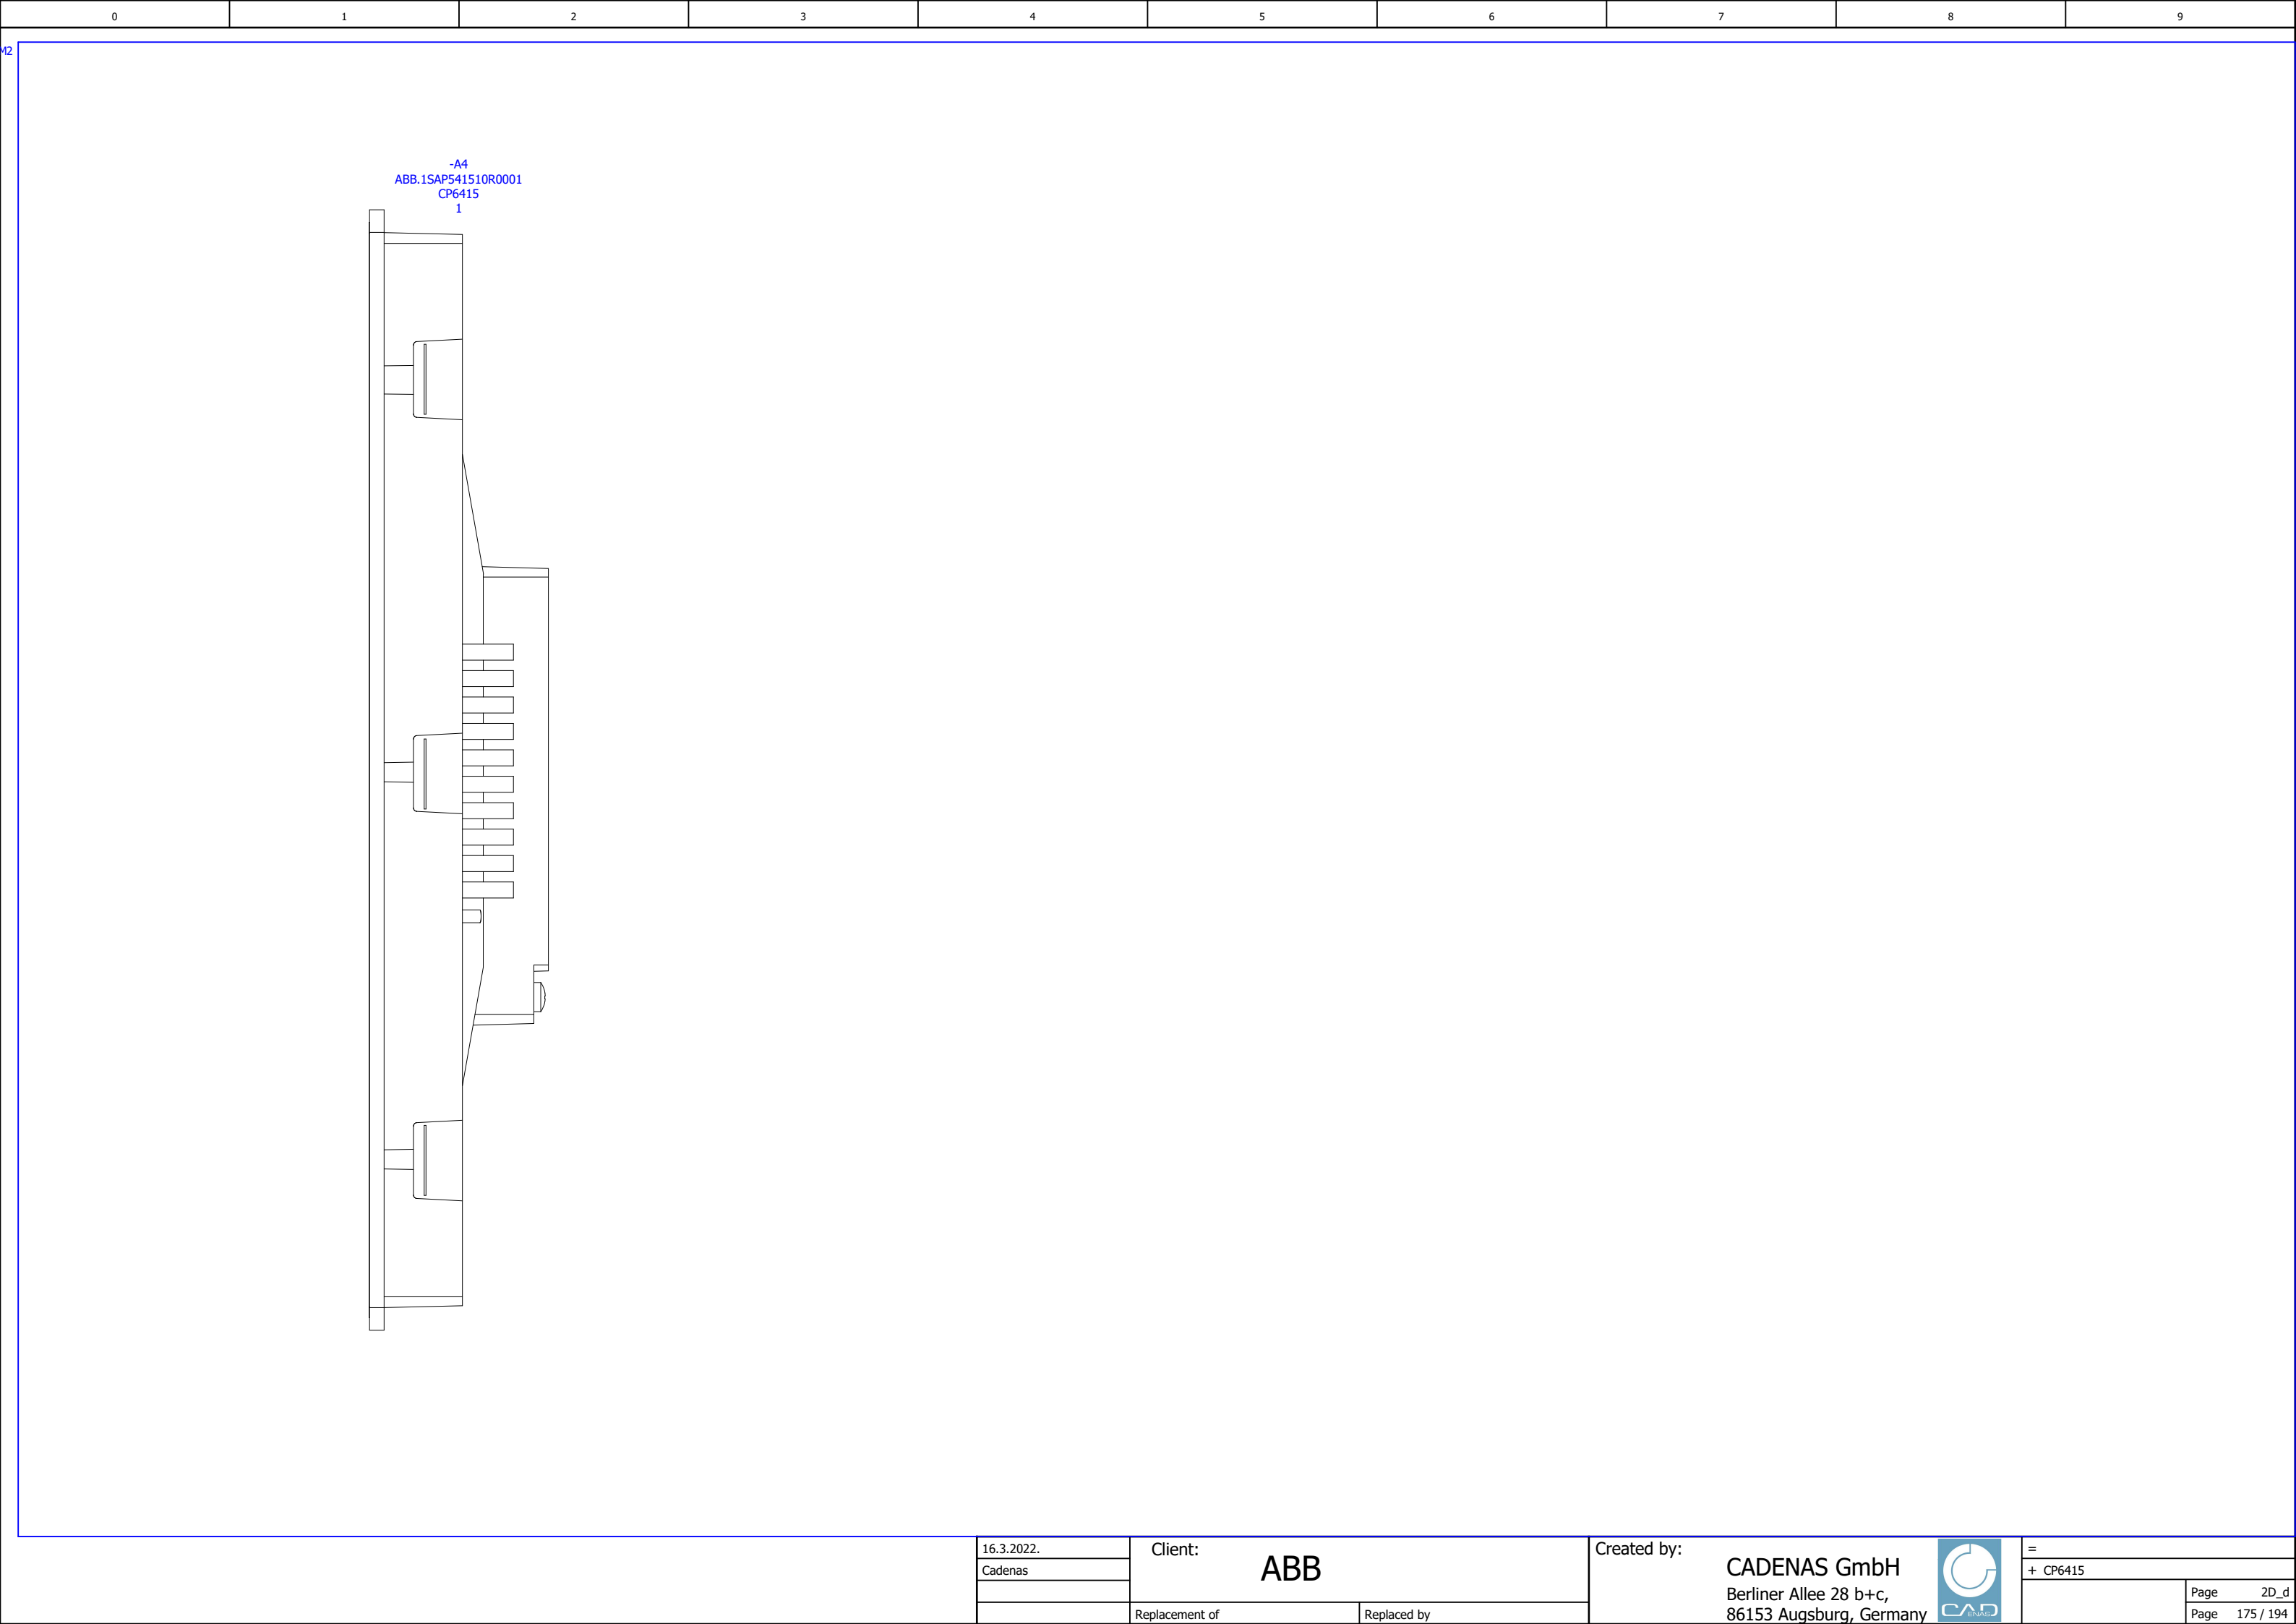 0 1 2 3 4 5 6 7 8 9
M2
-A4
ABB.1SAP541510R0001
CP6415
1
16.3.2022.
Cadenas
Client:
ABB
Replacement of
Replaced by
Created by:
CADENAS GmbH
Berliner Allee 28 b+c,
86153 Augsburg, Germany
CADENAS
=
+ CP6415
Page 2D_d
Page 175 / 194